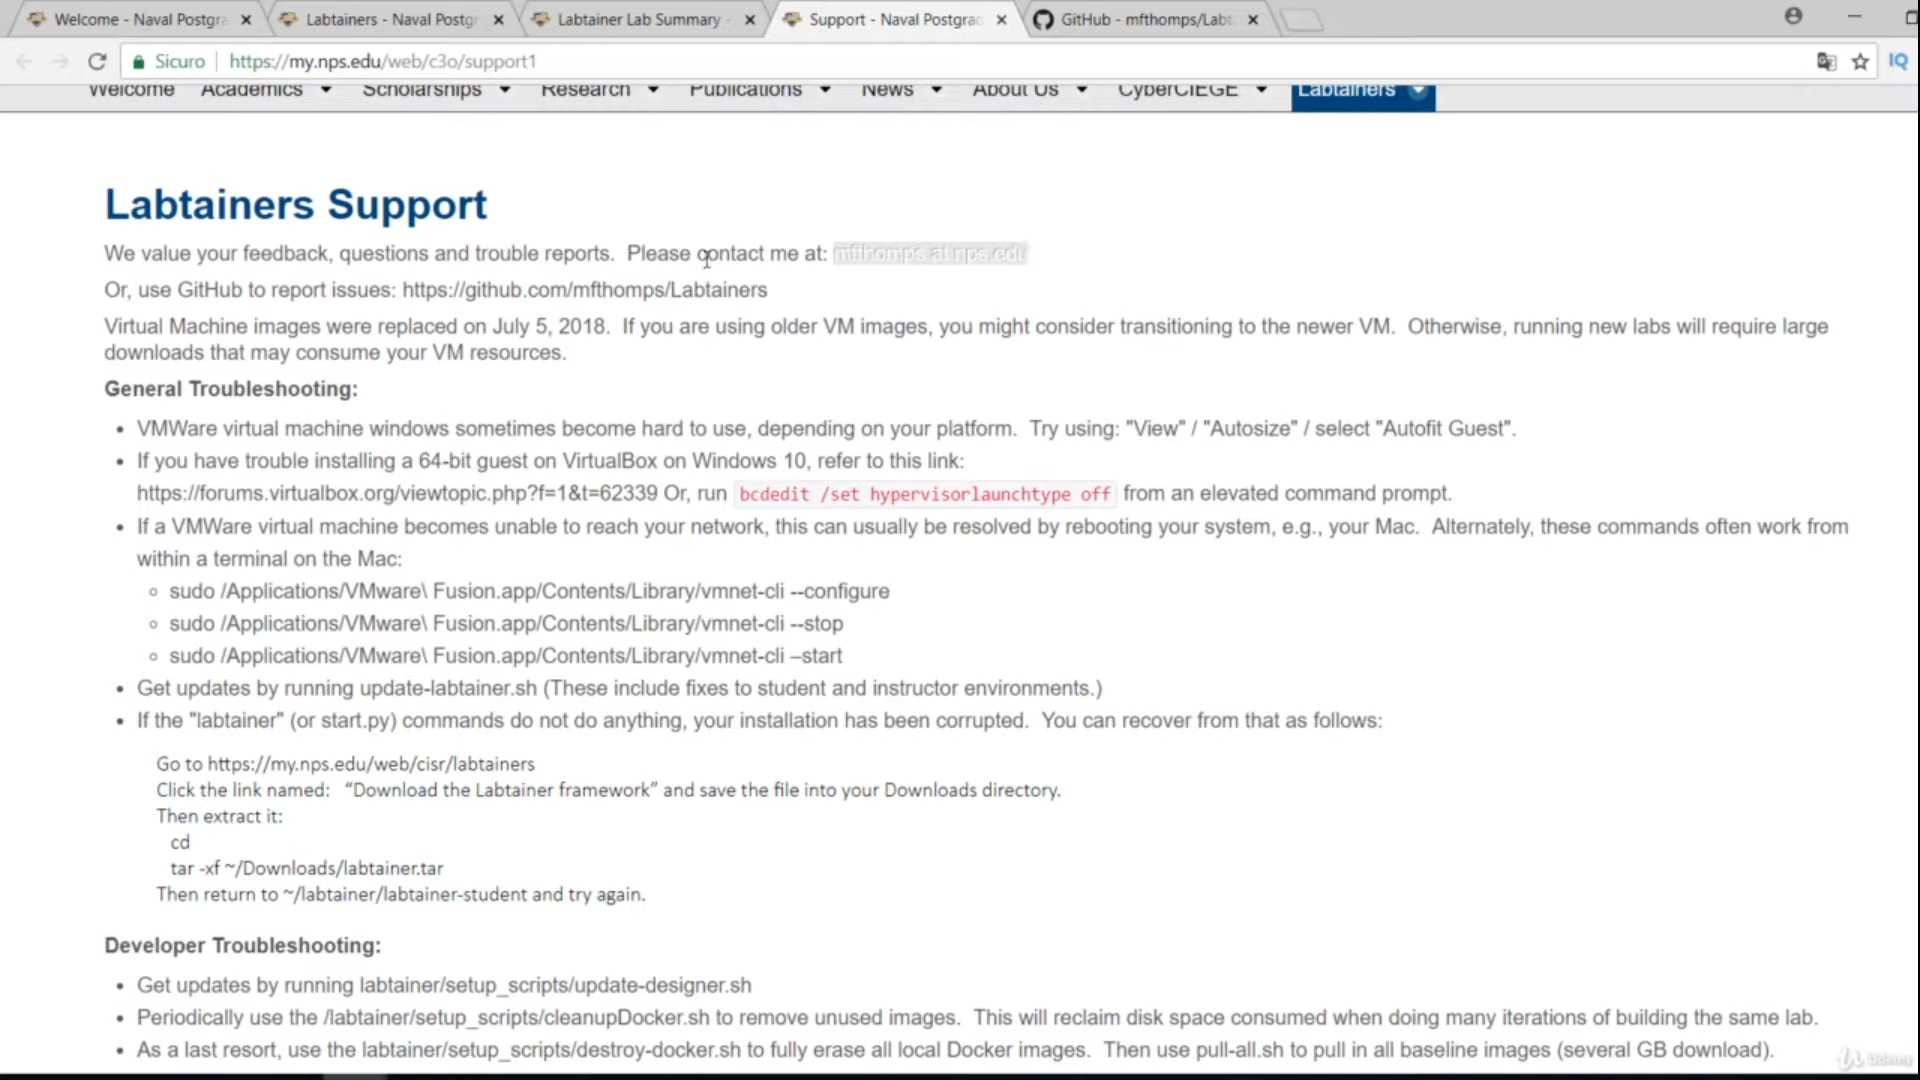 Welcome - Naval Postgra
Labtainers - Naval Postgr
Labtainer Lab Summary -
Support - Naval Postgrad
GitHub - mfthomps/Labt
Sicuro
https://my.nps.edu/web/c3o/support1
IQ
Welcome Academics Scholarships Research Publications News About Us CyberCIEGE Labtainers
Labtainers Support
We value your feedback, questions and trouble reports. Please contact me at: mfthomps at nps.edu
Or, use GitHub to report issues: https://github.com/mfthomps/Labtainers
Virtual Machine images were replaced on July 5, 2018. If you are using older VM images, you might consider transitioning to the newer VM. Otherwise, running new labs will require large
downloads that may consume your VM resources.
General Troubleshooting:
• VMWare virtual machine windows sometimes become hard to use, depending on your platform. Try using: "View" / "Autosize" / select "Autofit Guest".
• If you have trouble installing a 64-bit guest on VirtualBox on Windows 10, refer to this link:
https://forums.virtualbox.org/viewtopic.php?f=1&t=62339 Or, run bcdedit /set hypervisorlaunchtype off from an elevated command prompt.
• If a VMWare virtual machine becomes unable to reach your network, this can usually be resolved by rebooting your system, e.g., your Mac. Alternately, these commands often work from
within a terminal on the Mac:
◦ sudo /Applications/VMware\ Fusion.app/Contents/Library/vmnet-cli --configure
◦ sudo /Applications/VMware\ Fusion.app/Contents/Library/vmnet-cli --stop
◦ sudo /Applications/VMware\ Fusion.app/Contents/Library/vmnet-cli –start
• Get updates by running update-labtainer.sh (These include fixes to student and instructor environments.)
• If the "labtainer" (or start.py) commands do not do anything, your installation has been corrupted. You can recover from that as follows:
Go to https://my.nps.edu/web/cisr/labtainers
Click the link named: “Download the Labtainer framework” and save the file into your Downloads directory.
Then extract it:
cd
tar -xf ~/Downloads/labtainer.tar
Then return to ~/labtainer/labtainer-student and try again.
Developer Troubleshooting:
• Get updates by running labtainer/setup_scripts/update-designer.sh
• Periodically use the /labtainer/setup_scripts/cleanupDocker.sh to remove unused images. This will reclaim disk space consumed when doing many iterations of building the same lab.
• As a last resort, use the labtainer/setup_scripts/destroy-docker.sh to fully erase all local Docker images. Then use pull-all.sh to pull in all baseline images (several GB download).
Udemy